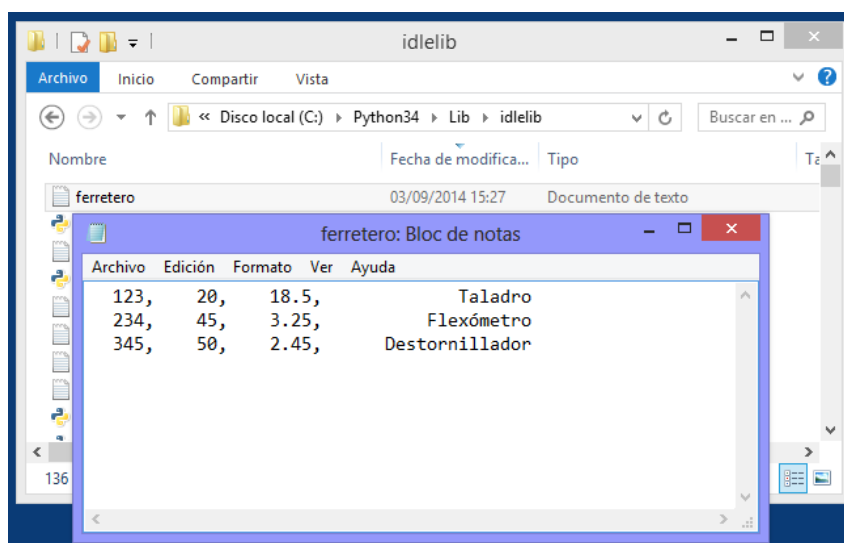 idlelib
Archivo Inicio Compartir Vista
« Disco local (C:) Python34 Lib idlelib Buscar en ...
Nombre Fecha de modifica... Tipo Ta
ferretero 03/09/2014 15:27 Documento de texto
ferretero: Bloc de notas
Archivo Edición Formato Ver Ayuda
123, 20, 18.5, Taladro
234, 45, 3.25, Flexómetro
345, 50, 2.45, Destornillador
136